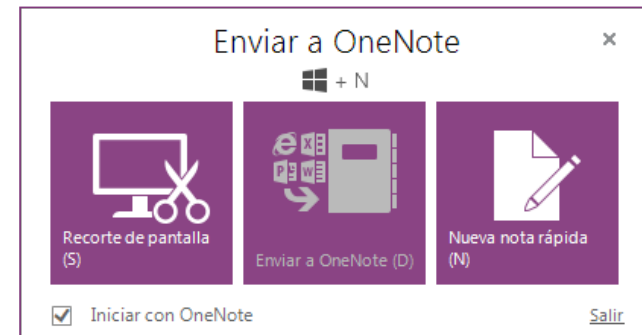 Enviar a OneNote
+ N
Recorte de pantalla
(S)
Enviar a OneNote (D)
Nueva nota rápida
(N)
Iniciar con OneNote
Salir